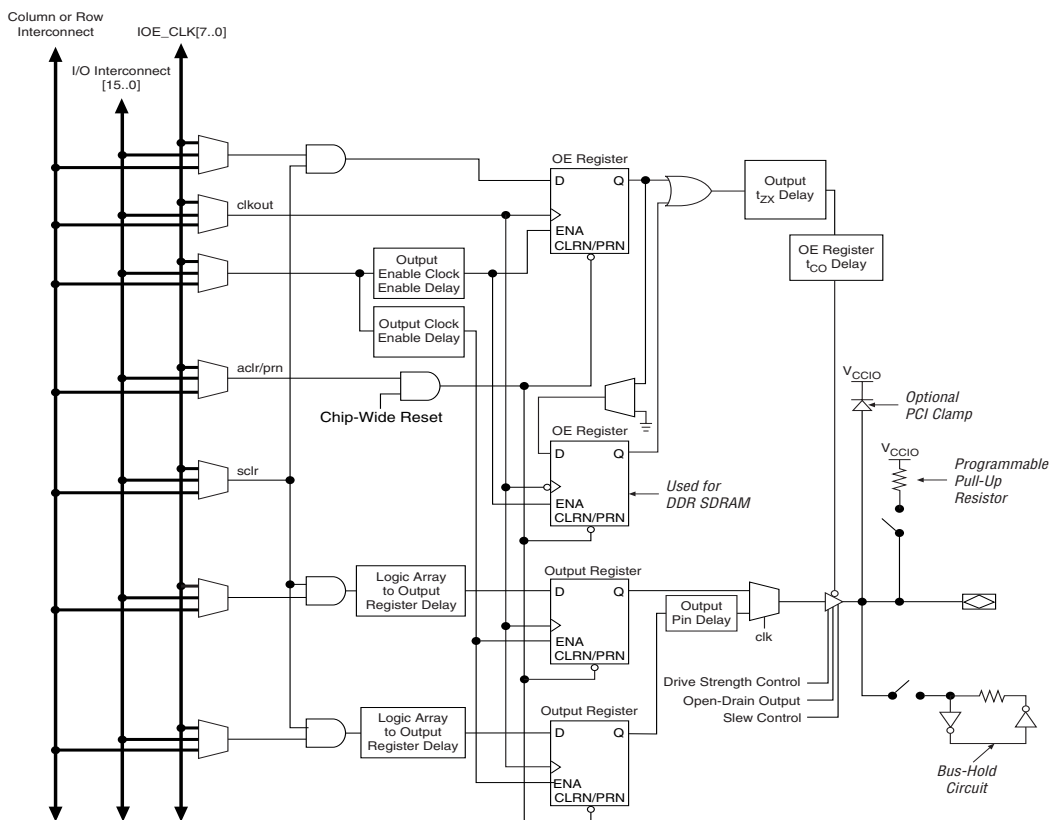 Column or Row
Interconnect
IOE_CLK[7..0]
I/O Interconnect
[15..0]
OE Register
D Q
ENA
CLRN/PRN
Output
tZX
Delay
clkout
OE Register
tCO Delay
Output
Enable Clock
Enable Delay
Output Clock
Enable Delay
aclr/prn
Chip-Wide Reset
VCCIO
Optional
PCI Clamp
OE Register
D Q
ENA
CLRN/PRN
Used for
DDR SDRAM
VCCIO
Programmable
Pull-Up
Resistor
sclr
Logic Array
to Output
Register Delay
Output Register
D Q
ENA
CLRN/PRN
Output
Pin Delay
clk
Drive Strength Control
Open-Drain Output
Slew Control
Logic Array
to Output
Register Delay
Output Register
D Q
ENA
CLRN/PRN
Bus-Hold
Circuit